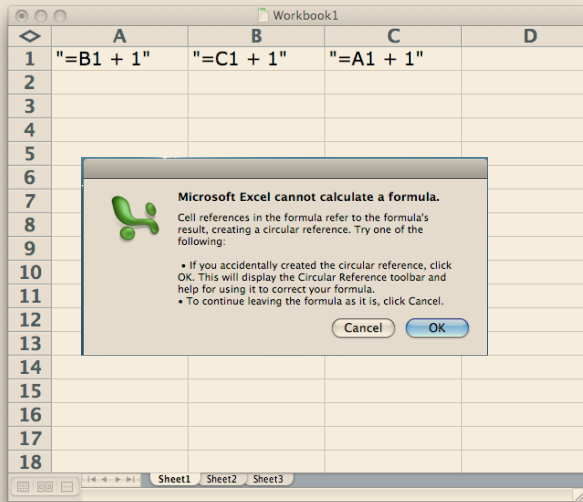 Workbook1
A B C D
1 "=B1 + 1" "=C1 + 1" "=A1 + 1"
2
3
4
5
6
7
8
9
10
11
12
13
14
15
16
17
18
Microsoft Excel cannot calculate a formula.
Cell references in the formula refer to the formula's
result, creating a circular reference. Try one of the
following:
• If you accidentally created the circular reference, click
OK. This will display the Circular Reference toolbar and
help for using it to correct your formula.
• To continue leaving the formula as it is, click Cancel.
Cancel OK
Sheet1 Sheet2 Sheet3